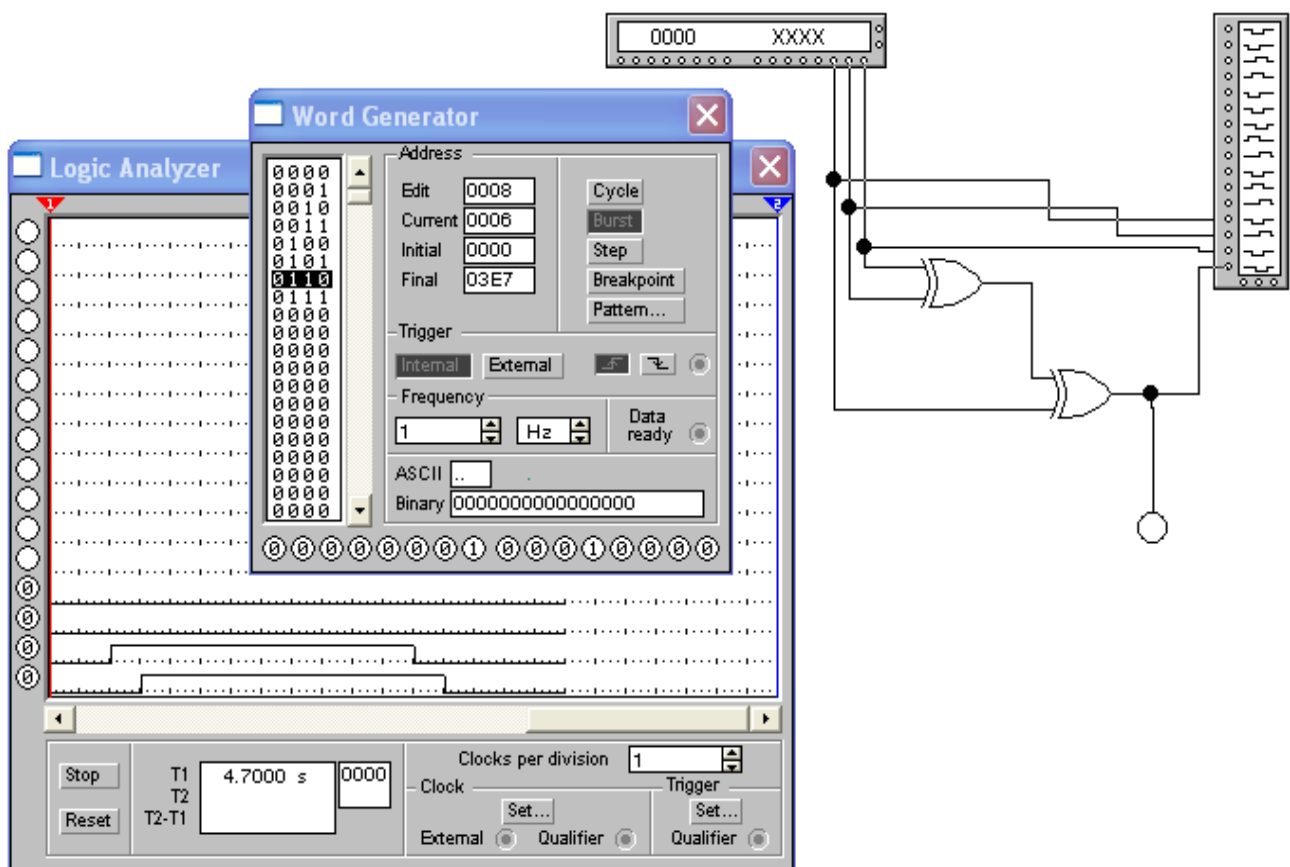 0000 XXXX
Word Generator
Logic Analyzer
1
2
0000
0001
0010
0011
0100
0101
0110
0111
0000
0000
0000
0000
0000
0000
0000
0000
0000
0000
0000
0000
Address
Edit 0008
Current 0006
Initial 0000
Final 03E7
Cycle
Burst
Step
Breakpoint
Pattern...
Trigger
Internal External
Frequency
1 Hz
Data
ready
ASCII ..
Binary 0000000000000000
0 0 0 0 0 0 0 1 0 0 0 1 0 0 0 0
0
0
0
0
Stop
Reset
T1 4.7000 s 0000
T2
T2-T1
Clocks per division 1
Clock
Set...
External Qualifier
Trigger
Set...
Qualifier